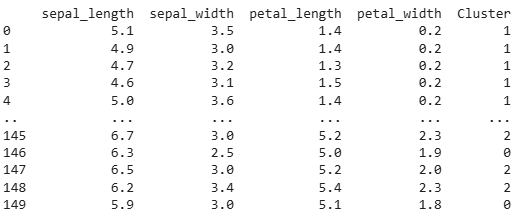 sepal_length sepal_width petal_length petal_width Cluster
0 5.1 3.5 1.4 0.2 1
1 4.9 3.0 1.4 0.2 1
2 4.7 3.2 1.3 0.2 1
3 4.6 3.1 1.5 0.2 1
4 5.0 3.6 1.4 0.2 1
.. ... ... ... ... ...
145 6.7 3.0 5.2 2.3 2
146 6.3 2.5 5.0 1.9 0
147 6.5 3.0 5.2 2.0 2
148 6.2 3.4 5.4 2.3 2
149 5.9 3.0 5.1 1.8 0